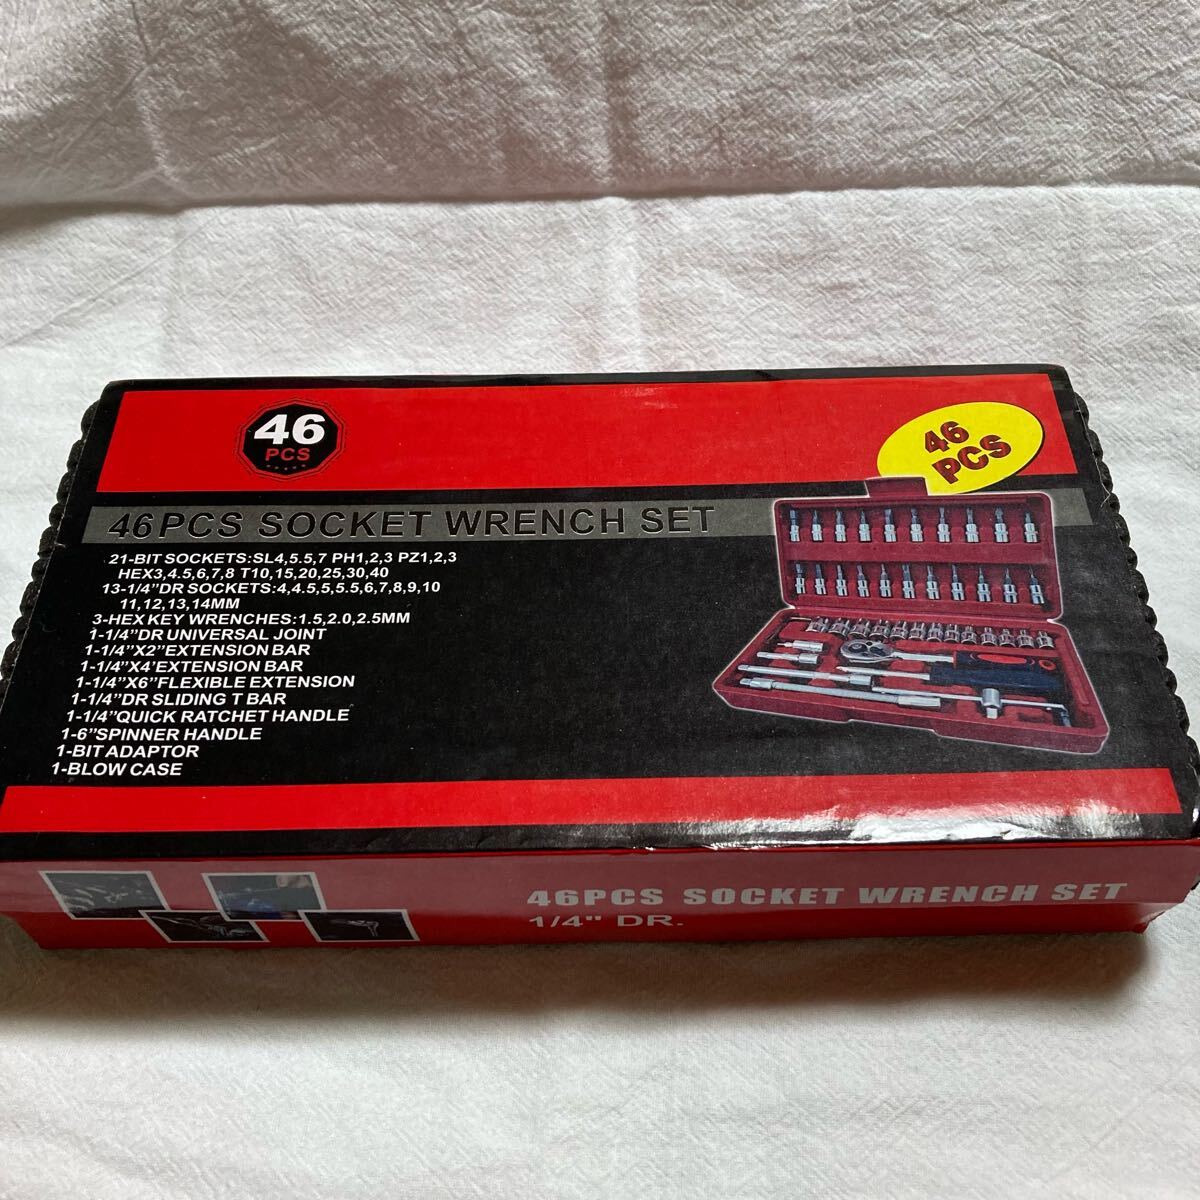 46
PCS
46
PCS
46PCS SOCKET WRENCH SET
21-BIT SOCKETS:SL4,5.5,7 PH1,2,3 PZ1,2,3
HEX3,4.5,6,7,8 T10,15,20,25,30,40
13-1/4"DR SOCKETS:4,4.5,5,5.5,6,7,8,9,10
11,12,13,14MM
3-HEX KEY WRENCHES:1.5,2.0,2.5MM
1-1/4"DR UNIVERSAL JOINT
1-1/4"X2"EXTENSION BAR
1-1/4"X4'EXTENSION BAR
1-1/4"X6"FLEXIBLE EXTENSION
1-1/4"DR SLIDING T BAR
1-1/4"QUICK RATCHET HANDLE
1-6"SPINNER HANDLE
1-BIT ADAPTOR
1-BLOW CASE
46PCS SOCKET WRENCH SET
1/4" DR.